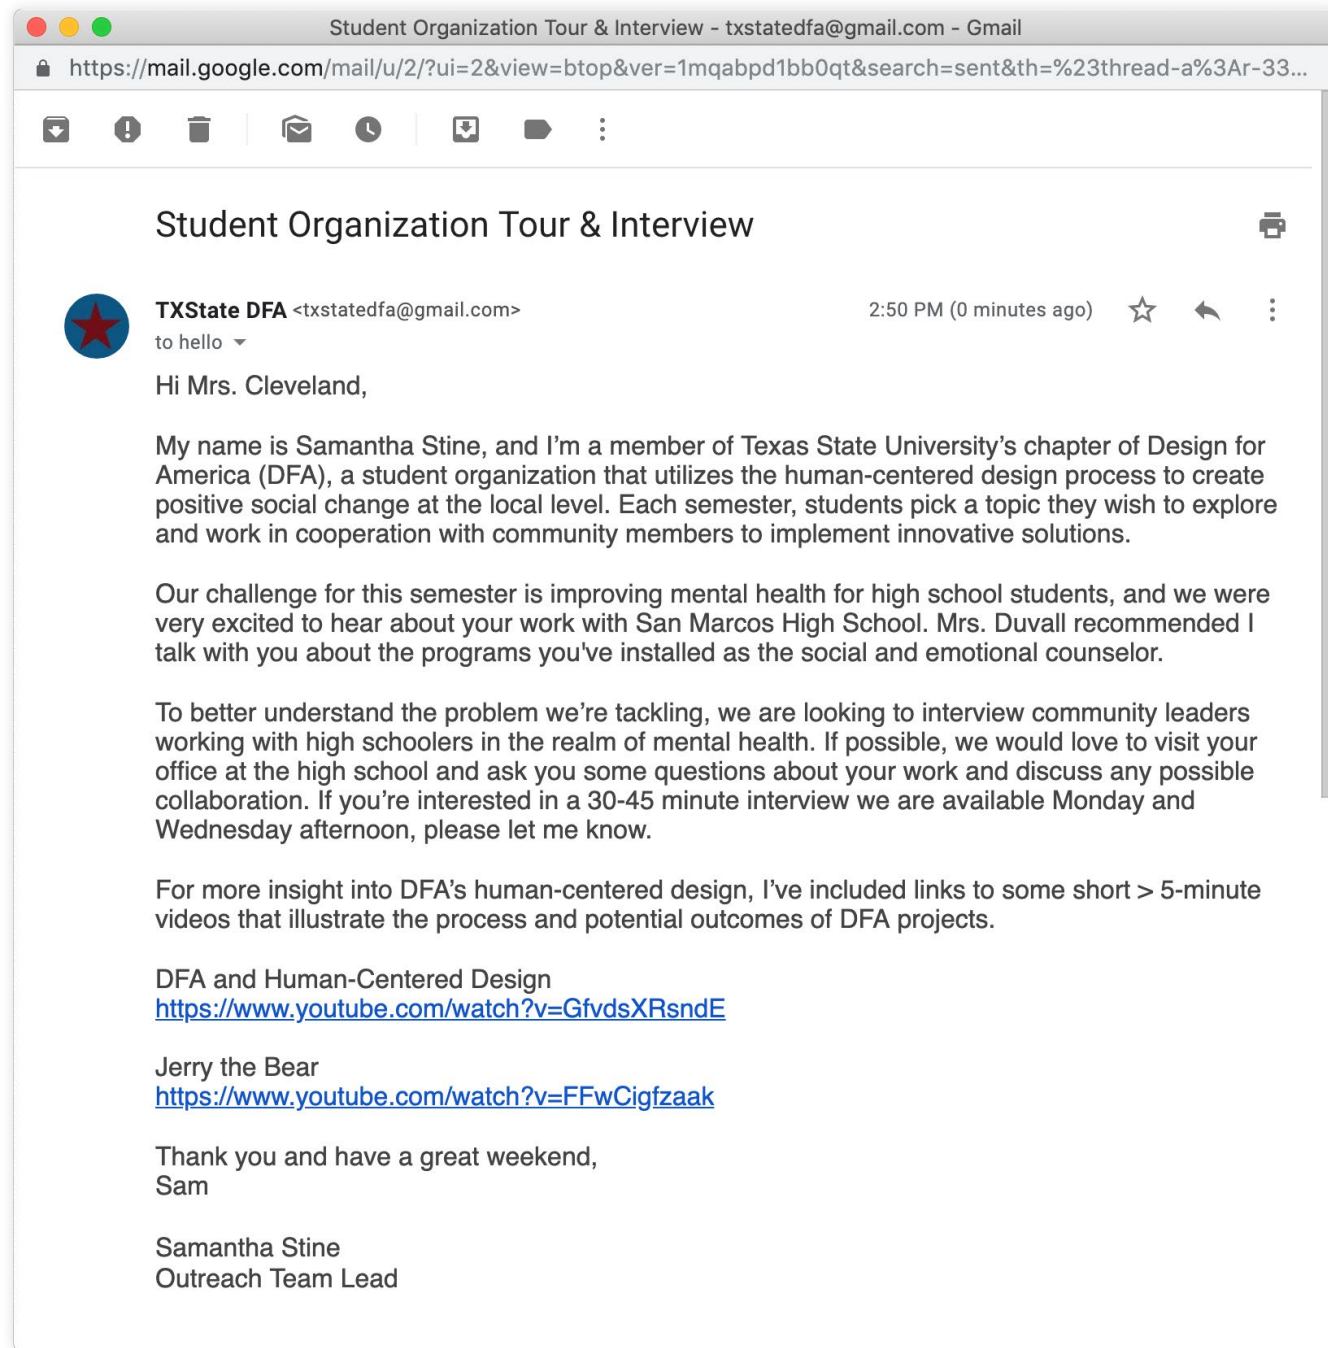 Student Organization Tour & Interview - txstatedfa@gmail.com - Gmail
https://mail.google.com/mail/u/2/?ui=2&view=btop&ver=1mqabpd1bb0qt&search=sent&th=%23thread-a%3Ar-33...
Student Organization Tour & Interview
TXState DFA <txstatedfa@gmail.com> 2:50 PM (0 minutes ago)
to hello
Hi Mrs. Cleveland,
My name is Samantha Stine, and I’m a member of Texas State University’s chapter of Design for
America (DFA), a student organization that utilizes the human-centered design process to create
positive social change at the local level. Each semester, students pick a topic they wish to explore
and work in cooperation with community members to implement innovative solutions.
Our challenge for this semester is improving mental health for high school students, and we were
very excited to hear about your work with San Marcos High School. Mrs. Duvall recommended I
talk with you about the programs you've installed as the social and emotional counselor.
To better understand the problem we’re tackling, we are looking to interview community leaders
working with high schoolers in the realm of mental health. If possible, we would love to visit your
office at the high school and ask you some questions about your work and discuss any possible
collaboration. If you’re interested in a 30-45 minute interview we are available Monday and
Wednesday afternoon, please let me know.
For more insight into DFA’s human-centered design, I’ve included links to some short > 5-minute
videos that illustrate the process and potential outcomes of DFA projects.
DFA and Human-Centered Design
https://www.youtube.com/watch?v=GfvdsXRsndE
Jerry the Bear
https://www.youtube.com/watch?v=FFwCigfzaak
Thank you and have a great weekend,
Sam
Samantha Stine
Outreach Team Lead